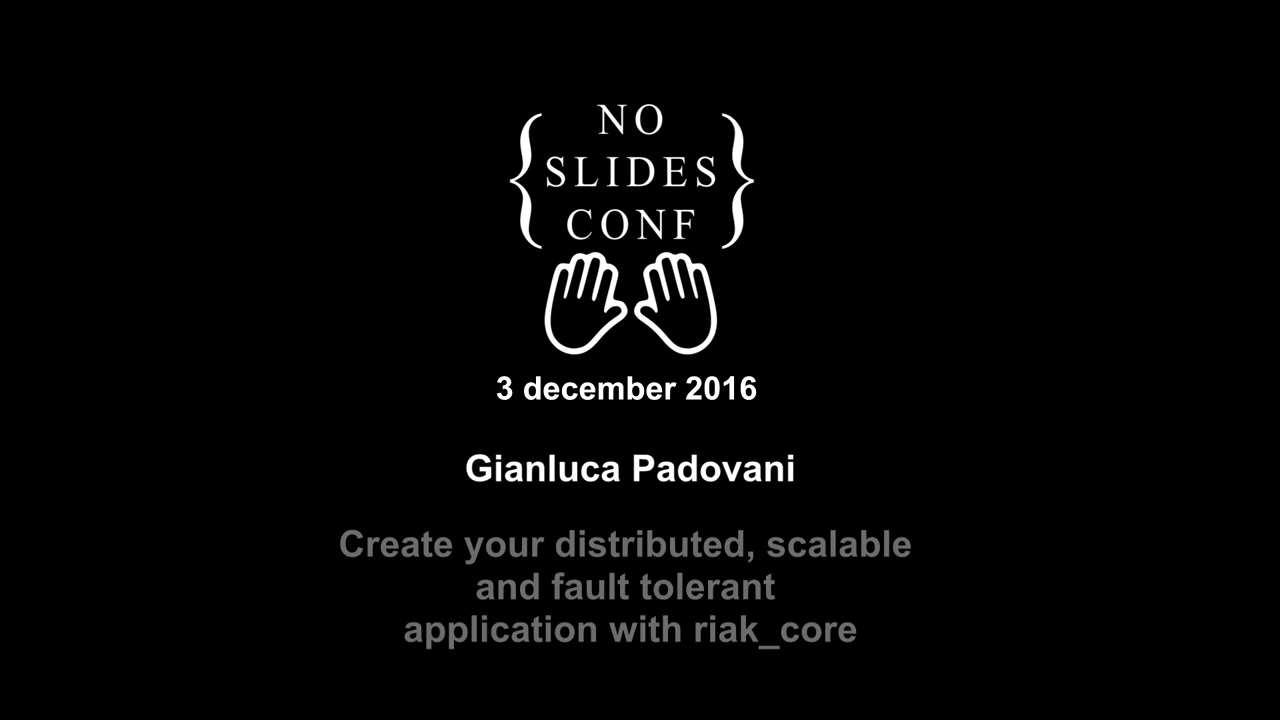 NO
SLIDES
CONF
3 december 2016
Gianluca Padovani
Create your distributed, scalable
and fault tolerant
application with riak_core